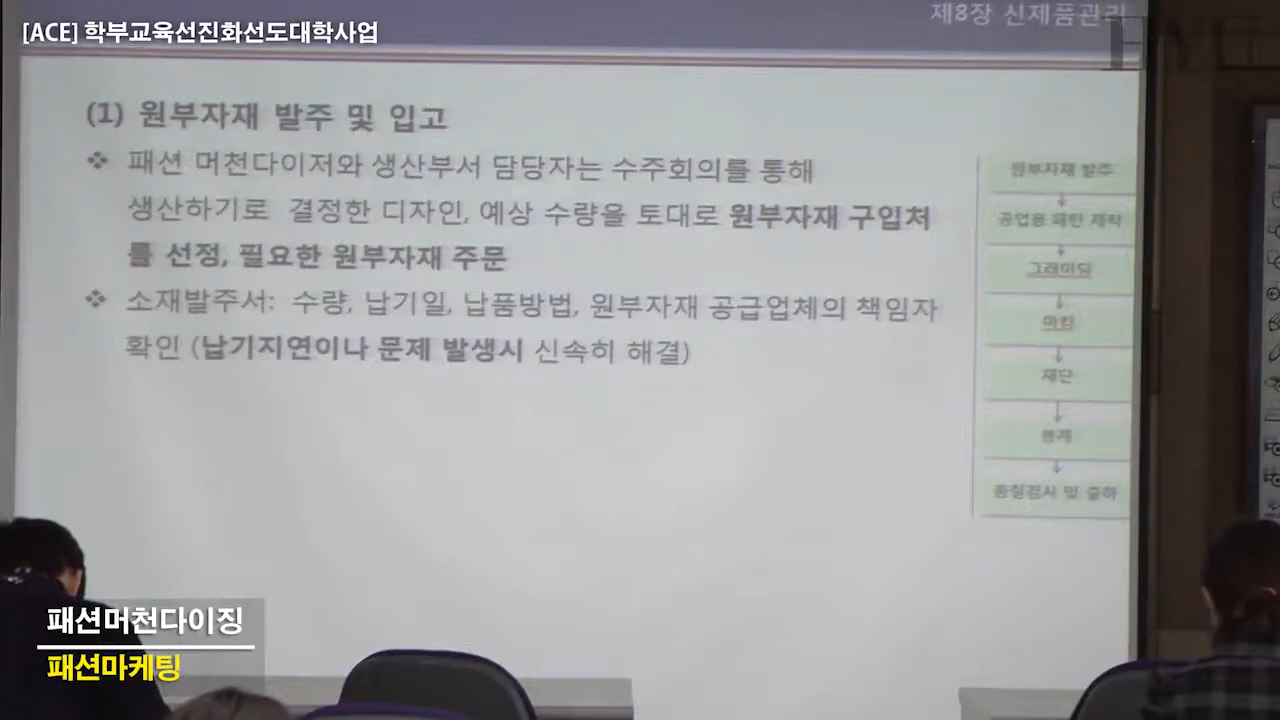 [ACE] 학부교육선진화선도대학사업
제8장 신제품관리
(1) 원부자재 발주 및 입고
❖ 패션 머천다이저와 생산부서 담당자는 수주회의를 통해
생산하기로 결정한 디자인, 예상 수량을 토대로 원부자재 구입처
를 선정, 필요한 원부자재 주문
❖ 소재발주서: 수량, 납기일, 납품방법, 원부자재 공급업체의 책임자
확인 (납기지연이나 문제 발생시 신속히 해결)
원부자재 발주
공업용 패턴 제작
그레이딩
마킹
재단
봉제
품질검사 및 출하
패션머천다이징
패션마케팅